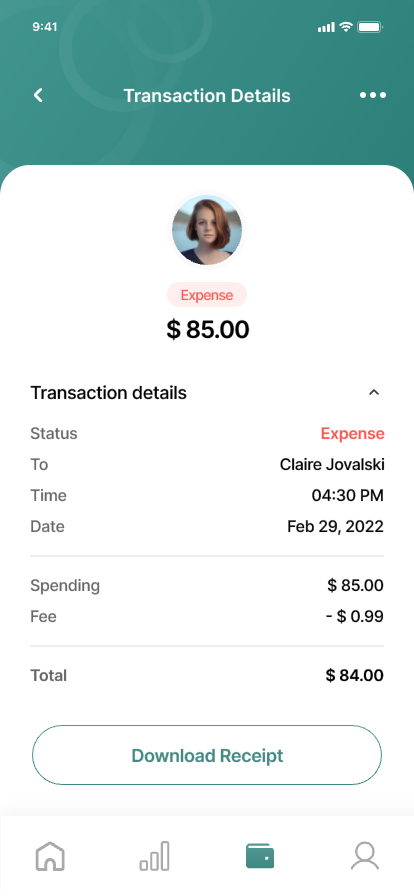 9:41
Transaction Details
Expense
$ 85.00
Transaction details
Status Expense
To Claire Jovalski
Time 04:30 PM
Date Feb 29, 2022
Spending $ 85.00
Fee - $ 0.99
Total $ 84.00
Download Receipt